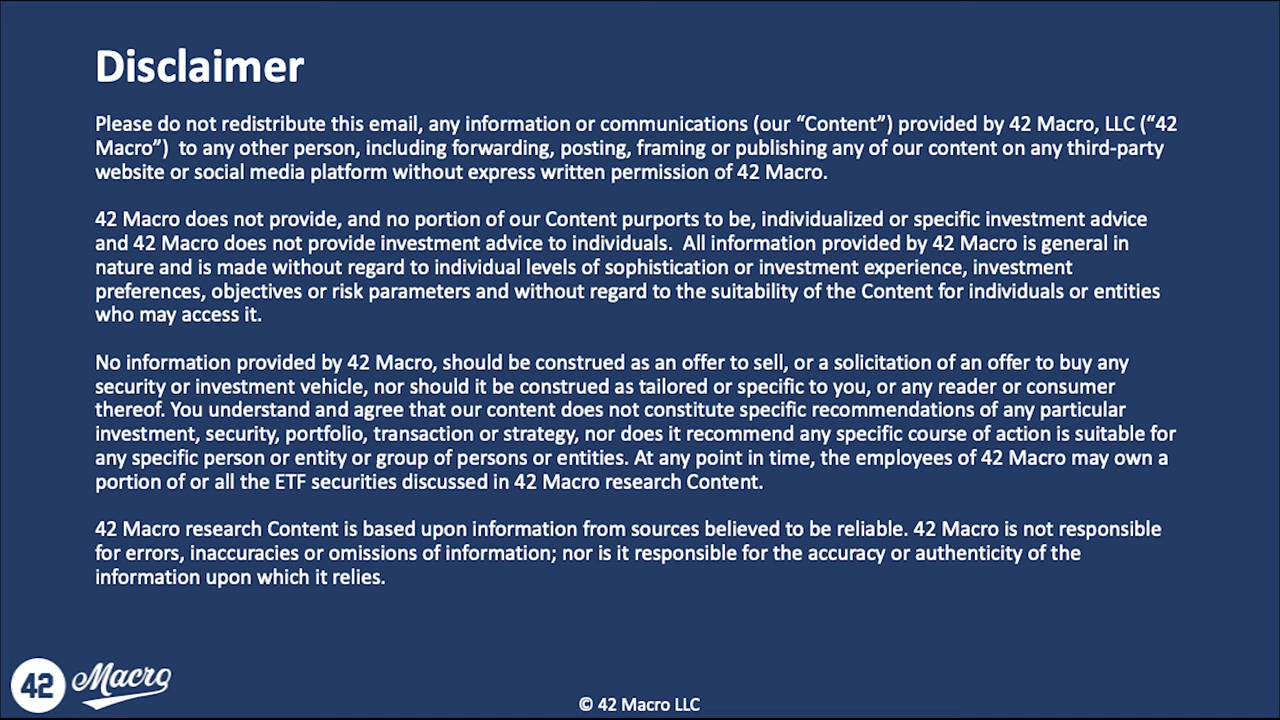 Disclaimer
Please do not redistribute this email, any information or communications (our “Content”) provided by 42 Macro, LLC (“42
Macro”)  to any other person, including forwarding, posting, framing or publishing any of our content on any third-party
website or social media platform without express written permission of 42 Macro.
42 Macro does not provide, and no portion of our Content purports to be, individualized or specific investment advice
and 42 Macro does not provide investment advice to individuals.  All information provided by 42 Macro is general in
nature and is made without regard to individual levels of sophistication or investment experience, investment
preferences, objectives or risk parameters and without regard to the suitability of the Content for individuals or entities
who may access it.
No information provided by 42 Macro, should be construed as an offer to sell, or a solicitation of an offer to buy any
security or investment vehicle, nor should it be construed as tailored or specific to you, or any reader or consumer
thereof. You understand and agree that our content does not constitute specific recommendations of any particular
investment, security, portfolio, transaction or strategy, nor does it recommend any specific course of action is suitable for
any specific person or entity or group of persons or entities. At any point in time, the employees of 42 Macro may own a
portion of or all the ETF securities discussed in 42 Macro research Content.
42 Macro research Content is based upon information from sources believed to be reliable. 42 Macro is not responsible
for errors, inaccuracies or omissions of information; nor is it responsible for the accuracy or authenticity of the
information upon which it relies.
42 Macro
© 42 Macro LLC